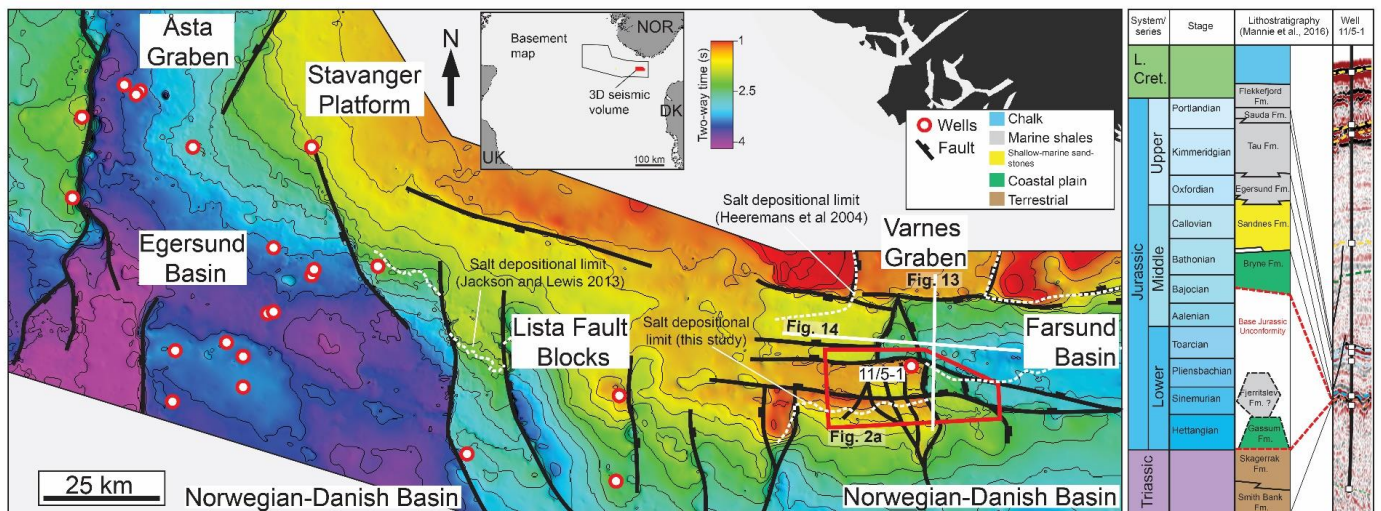 Åsta
Graben
Stavanger
Platform
N
Basement
map
NOR
3D seismic
volume
DK
UK
100 km
Two-way time (s)
1
2.5
4
Wells
Fault
Chalk
Marine shales
Shallow-marine sand-
stones
Coastal plain
Terrestrial
Salt depositional limit
(Heeremans et al 2004)
Varnes
Graben
Fig. 13
Egersund
Basin
Salt depositional limit
(Jackson and Lewis 2013)
Lista Fault
Blocks
Salt depositional
limit (this study)
Fig. 14
Farsund
Basin
11/5-1
Fig. 2a
25 km
Norwegian-Danish Basin
Norwegian-Danish Basin
System/
series
Stage
Lithostratigraphy
(Mannie et al., 2016)
Well
11/5-1
L.
Cret.
Jurassic
Upper
Middle
Lower
Triassic
Portlandian
Kimmeridgian
Oxfordian
Callovian
Bathonian
Bajocian
Aalenian
Toarcian
Pliensbachian
Sinemurian
Hettangian
Flekkefjord
Fm.
Sauda Fm.
Tau Fm.
Egersund Fm.
Sandnes Fm.
Bryne Fm.
Base Jurassic
Unconformity
Fjerritslev
Fm. ?
Gassum
Fm.
Skagerrak
Fm.
Smith Bank
Fm.